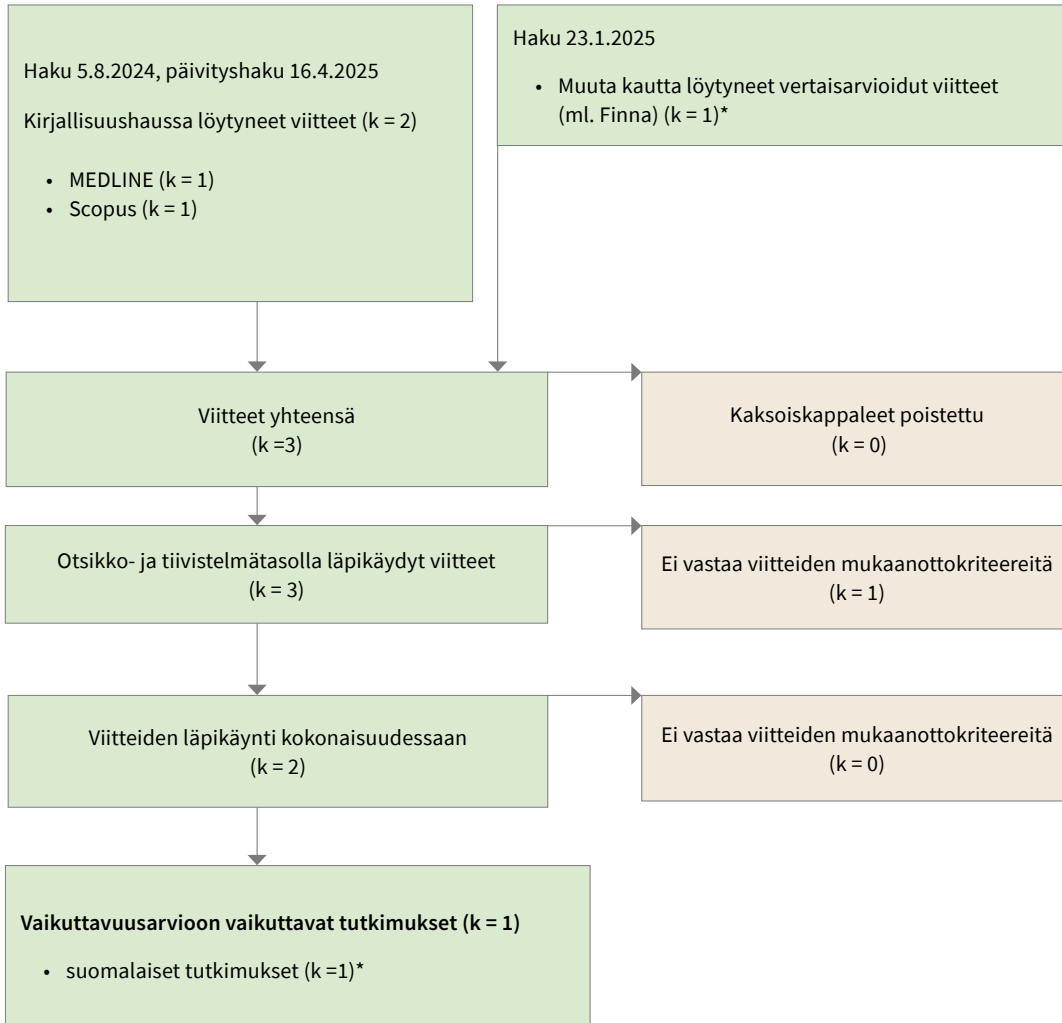 Haku 5.8.2024, päivityshaku 16.4.2025
Kirjallisuushaussa löytyneet viitteet (k = 2)
• MEDLINE (k = 1)
• Scopus (k = 1)
Haku 23.1.2025
• Muuta kautta löytyneet vertaisarvioidut viitteet
(ml. Finna) (k = 1)*
Viitteet yhteensä
(k =3)
Kaksoiskappaleet poistettu
(k = 0)
Otsikko- ja tiivistelmätasolla läpikäydyt viitteet
(k = 3)
Ei vastaa viitteiden mukaanottokriteereitä
(k = 1)
Viitteiden läpikäynti kokonaisuudessaan
(k = 2)
Ei vastaa viitteiden mukaanottokriteereitä
(k = 0)
Vaikuttavuusarvioon vaikuttavat tutkimukset (k = 1)
• suomalaiset tutkimukset (k =1)*